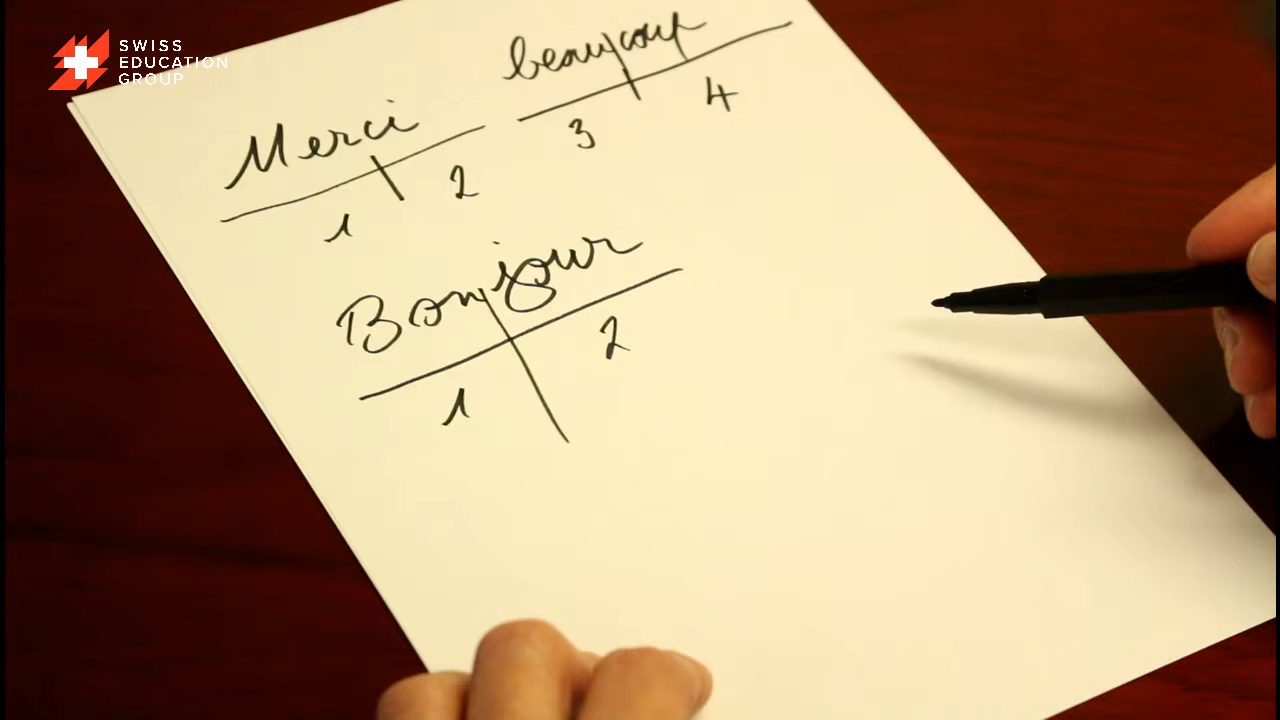 SWISS
EDUCATION
GROUP
Merci beaucoup
1 2 3 4
Bonjour
1 2